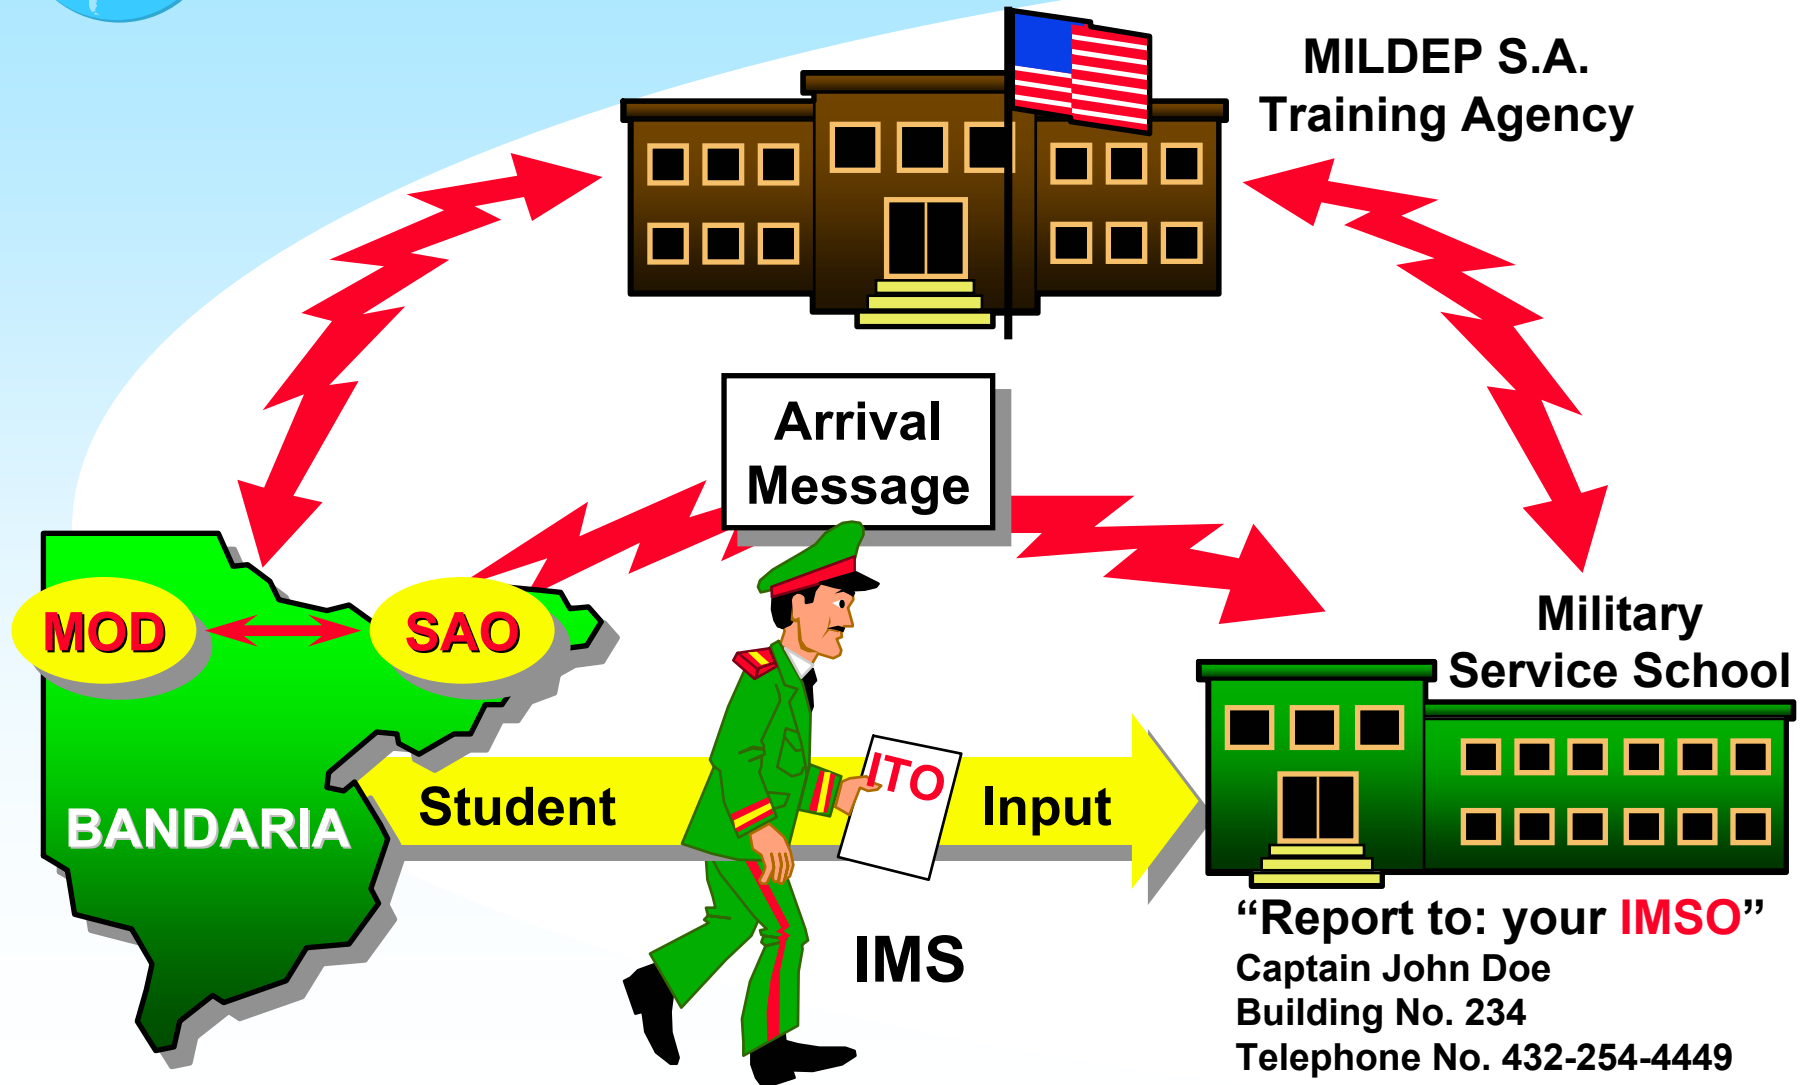 MILDEP S.A.
Training Agency
Arrival
Message
MOD
SAO
Military
Service School
BANDARIA
Student
ITO
Input
IMS
“Report to: your IMSO”
Captain John Doe
Building No. 234
Telephone No. 432-254-4449